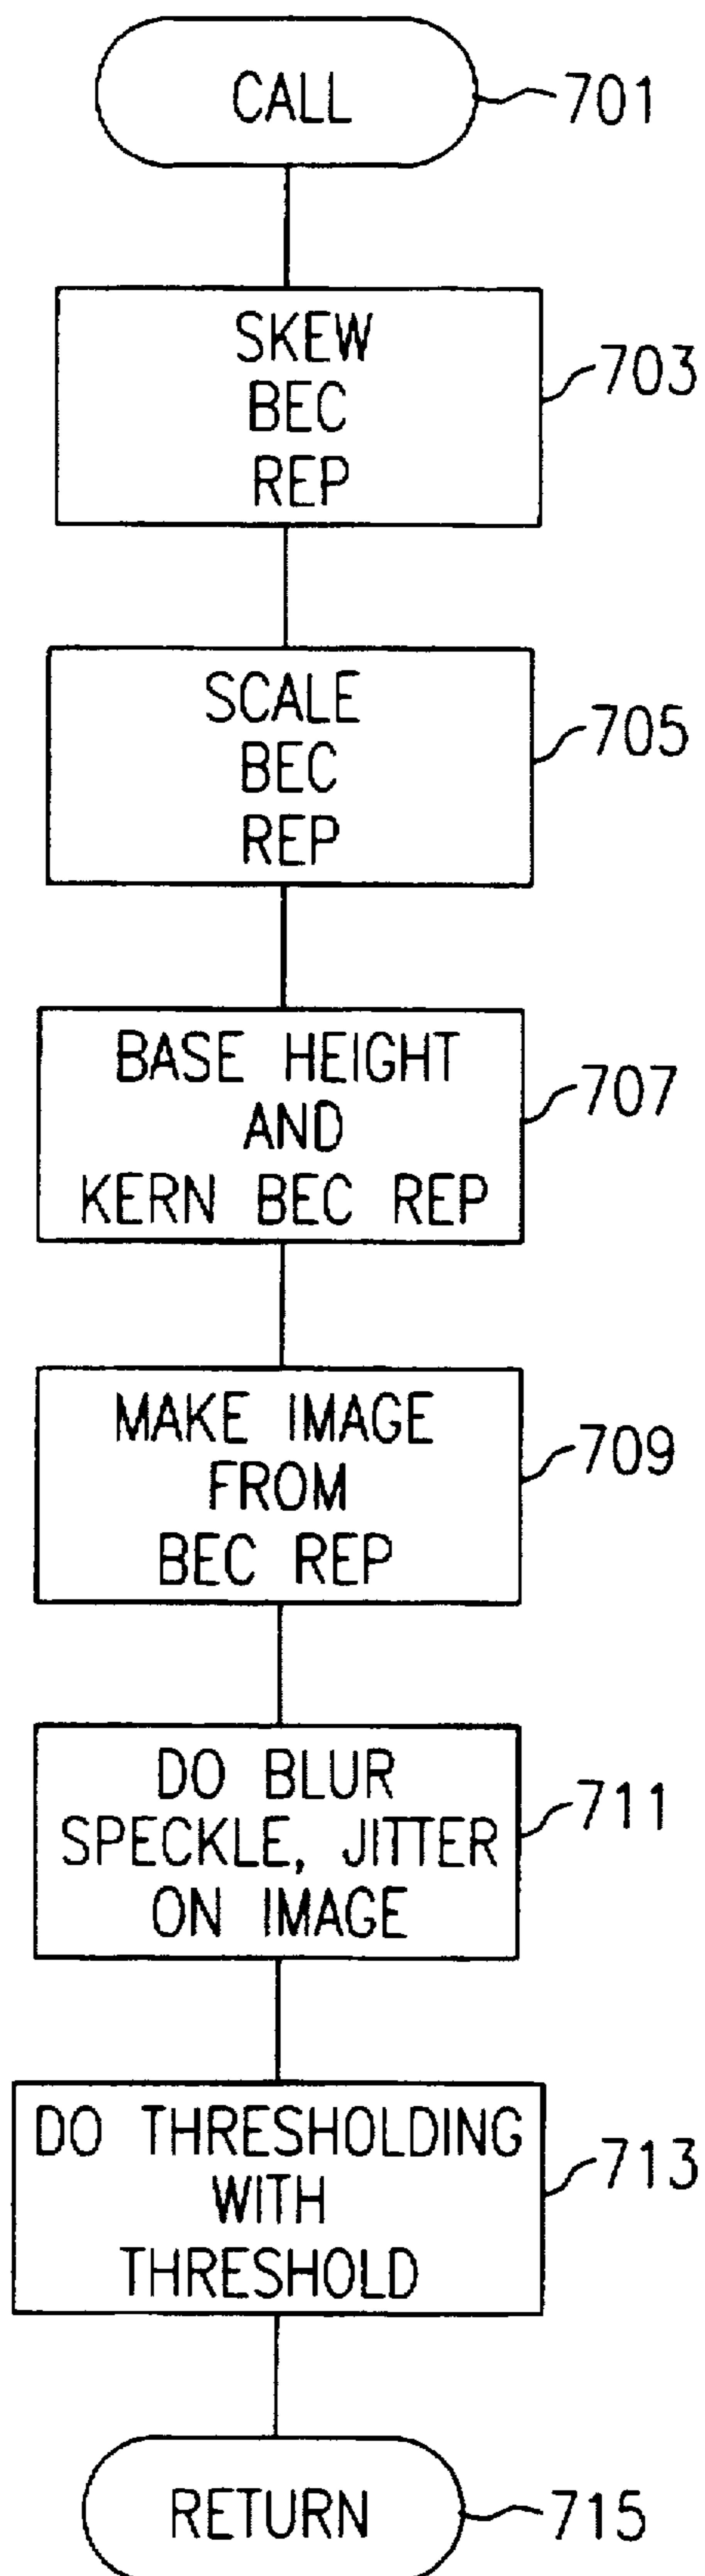 CALL
701
SKEW
BEC
REP
703
SCALE
BEC
REP
705
BASE HEIGHT
AND
KERN BEC REP
707
MAKE IMAGE
FROM
BEC REP
709
DO BLUR
SPECKLE, JITTER
ON IMAGE
711
DO THRESHOLDING
WITH
THRESHOLD
713
RETURN
715